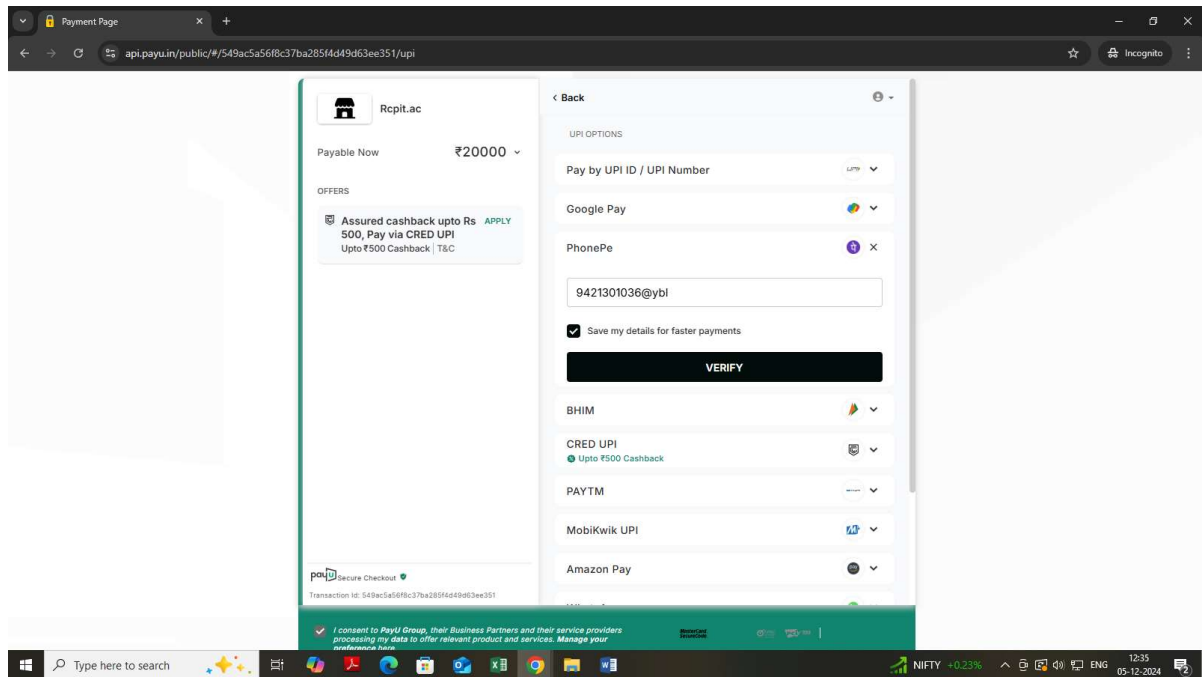 Payment Page
api.payu.in/public/#/549ac5a56f8c37ba285f4d49d63ee351/upi
Incognito
Rcpit.ac
Payable Now ₹20000
OFFERS
Assured cashback upto Rs 500, Pay via CRED UPI APPLY
Upto ₹500 Cashback | T&C
< Back
UPI OPTIONS
Pay by UPI ID / UPI Number
Google Pay
PhonePe
9421301036@ybl
Save my details for faster payments
VERIFY
BHIM
CRED UPI
Upto ₹500 Cashback
PAYTM
MobiKwik UPI
Amazon Pay
payu Secure Checkout
Transaction Id: 549ac5a56f8c37ba285f4d49d63ee351
I consent to PayU Group, their Business Partners and their service providers
processing my data to offer relevant product and services. Manage your
preference here
MasterCard
SecureCode
Type here to search
NIFTY +0.23%
ENG
12:35
05-12-2024